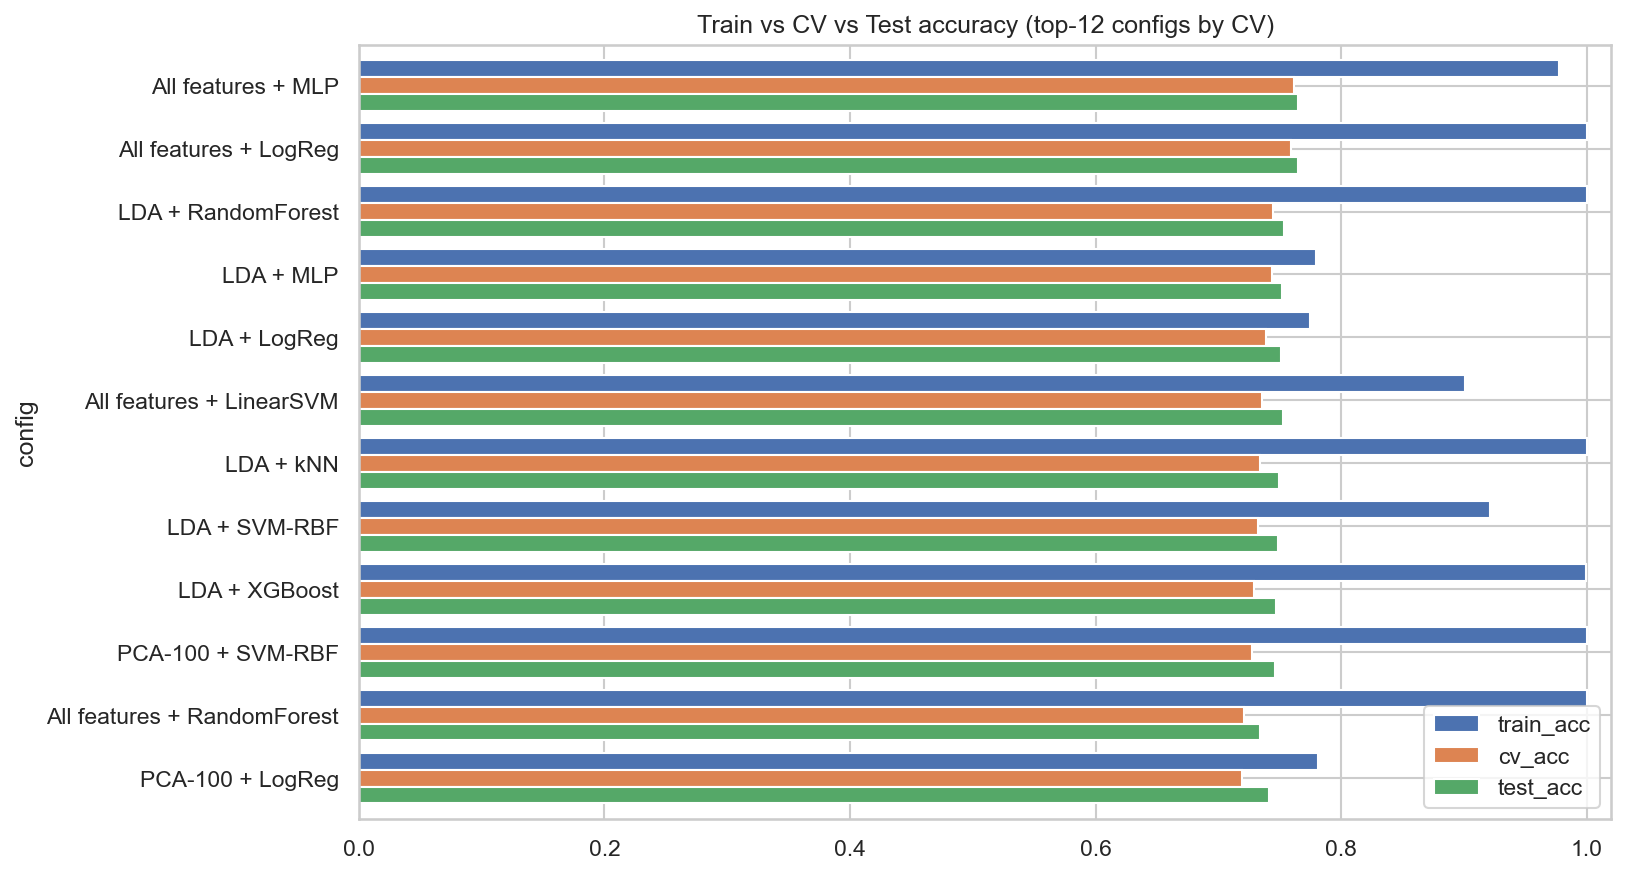 Train vs CV vs Test accuracy (top-12 configs by CV)
config
All features + MLP
All features + LogReg
LDA + RandomForest
LDA + MLP
LDA + LogReg
All features + LinearSVM
LDA + kNN
LDA + SVM-RBF
LDA + XGBoost
PCA-100 + SVM-RBF
All features + RandomForest
PCA-100 + LogReg
train_acc
cv_acc
test_acc
0.0 0.2 0.4 0.6 0.8 1.0